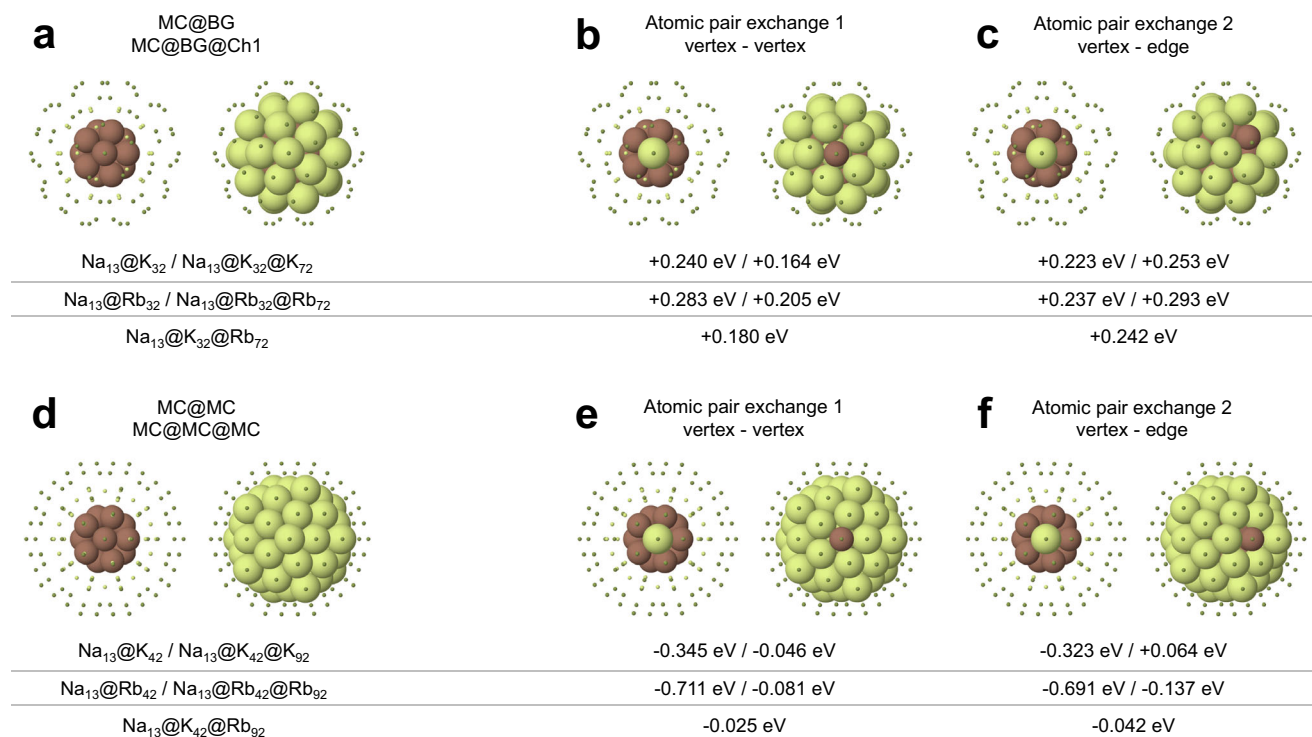 a
MC@BG
MC@BG@Ch1
b
Atomic pair exchange 1
vertex - vertex
c
Atomic pair exchange 2
vertex - edge
Na₁₃@K₃₂ / Na₁₃@K₃₂@K₇₂
+0.240 eV / +0.164 eV
+0.223 eV / +0.253 eV
Na₁₃@Rb₃₂ / Na₁₃@Rb₃₂@Rb₇₂
+0.283 eV / +0.205 eV
+0.237 eV / +0.293 eV
Na₁₃@K₃₂@Rb₇₂
+0.180 eV
+0.242 eV
d
MC@MC
MC@MC@MC
e
Atomic pair exchange 1
vertex - vertex
f
Atomic pair exchange 2
vertex - edge
Na₁₃@K₄₂ / Na₁₃@K₄₂@K₉₂
-0.345 eV / -0.046 eV
-0.323 eV / +0.064 eV
Na₁₃@Rb₄₂ / Na₁₃@Rb₄₂@Rb₉₂
-0.711 eV / -0.081 eV
-0.691 eV / -0.137 eV
Na₁₃@K₄₂@Rb₉₂
-0.025 eV
-0.042 eV